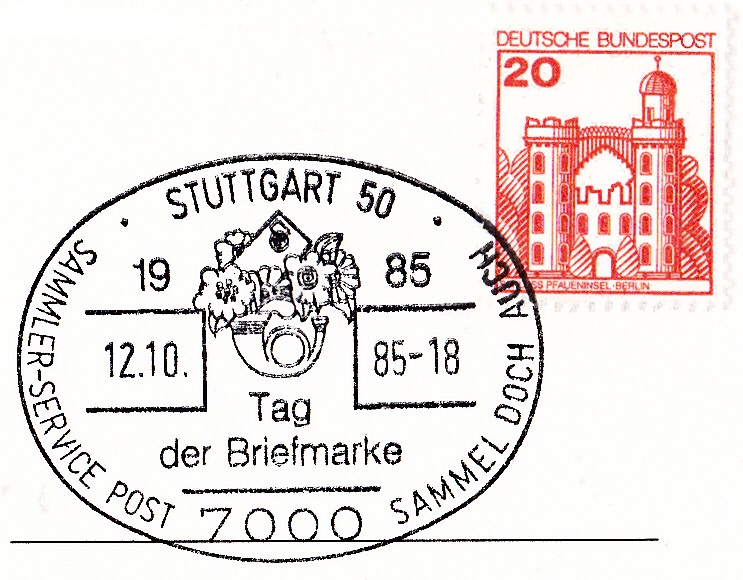 DEUTSCHE BUNDESPOST
20
SS PFAUENINSEL·BERLIN
· STUTTGART 50 ·
19 85
12.10. 85-18
Tag
der Briefmarke
7000
SAMMLER-SERVICE POST SAMMEL DOCH AUCH